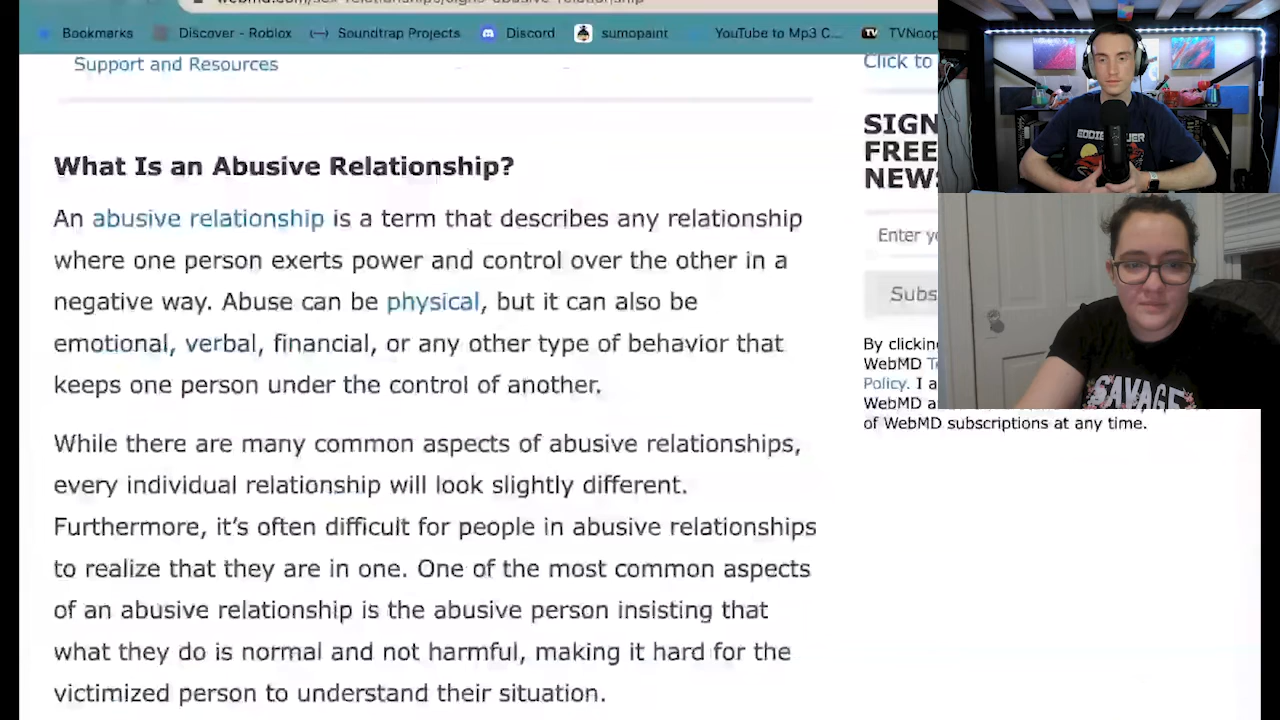 Bookmarks Discover - Roblox Soundtrap Projects Discord sumopaint YouTube to Mp3 C... TVNoop
Support and Resources
What Is an Abusive Relationship?
An abusive relationship is a term that describes any relationship
where one person exerts power and control over the other in a
negative way. Abuse can be physical, but it can also be
emotional, verbal, financial, or any other type of behavior that
keeps one person under the control of another.
While there are many common aspects of abusive relationships,
every individual relationship will look slightly different.
Furthermore, it's often difficult for people in abusive relationships
to realize that they are in one. One of the most common aspects
of an abusive relationship is the abusive person insisting that
what they do is normal and not harmful, making it hard for the
victimized person to understand their situation.
Click to
SIGN
FREE
NEW
Enter
Subs
By clicking
WebMD
Policy. I a
WebMD
of WebMD subscriptions at any time.
SAVAGE